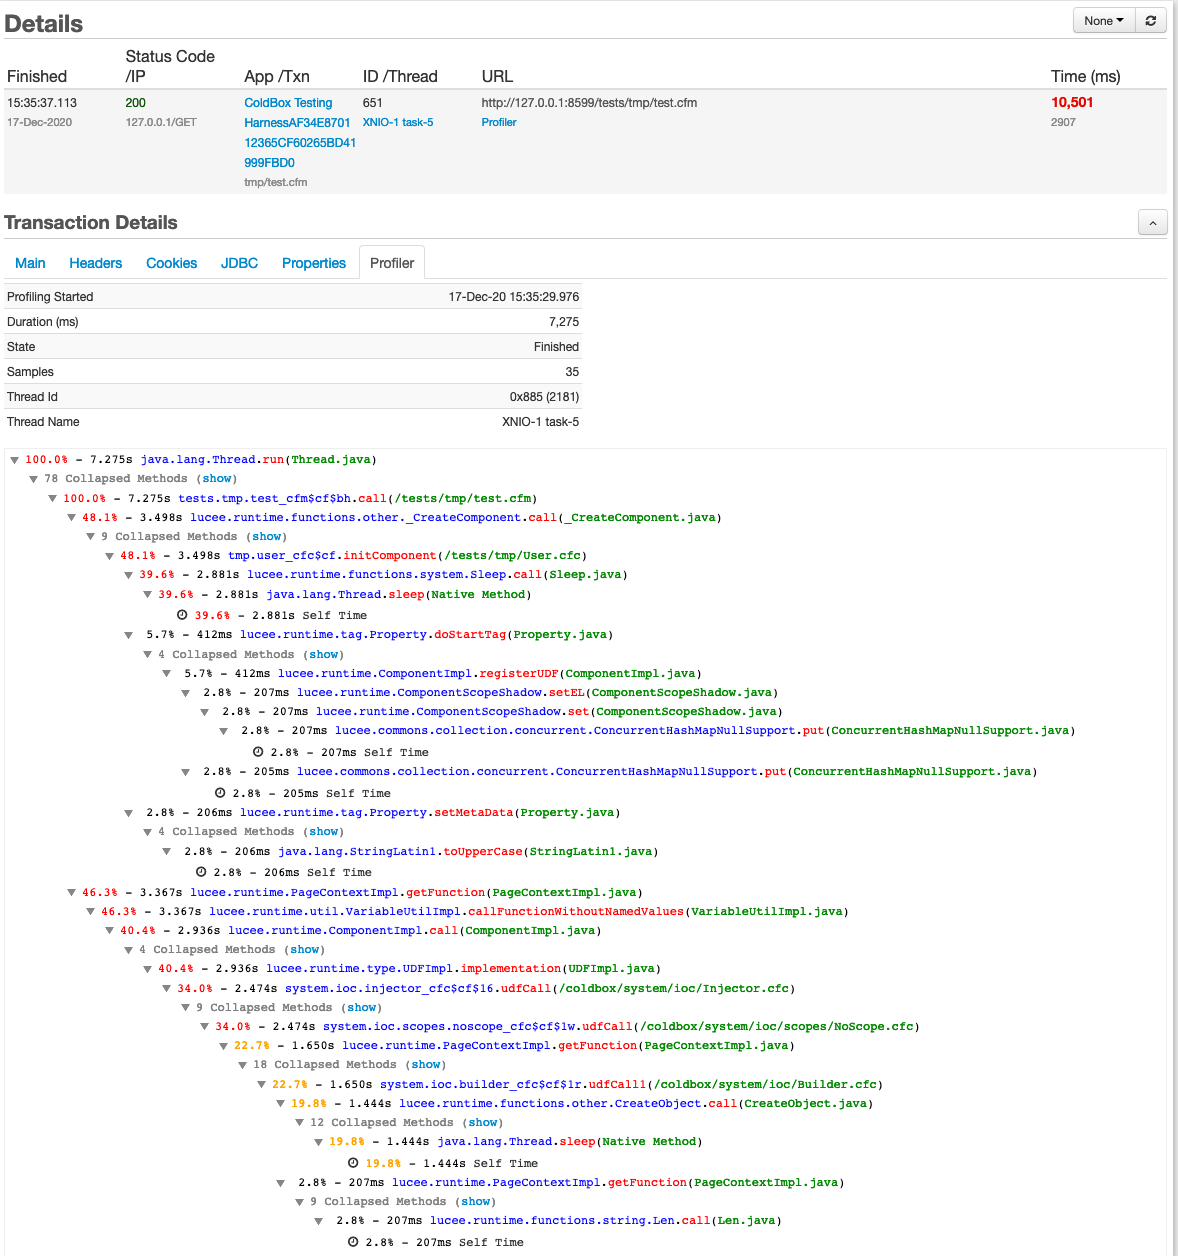 Details
None
Status Code
Finished /IP App /Txn ID /Thread URL Time (ms)
15:35:37.113 200 ColdBox Testing 651 http://127.0.0.1:8599/tests/tmp/test.cfm 10,501
17-Dec-2020 127.0.0.1/GET HarnessAF34E8701 XNIO-1 task-5 Profiler 2907
12365CF60265BD41
999FBD0
tmp/test.cfm
Transaction Details
Main Headers Cookies JDBC Properties Profiler
Profiling Started 17-Dec-20 15:35:29.976
Duration (ms) 7,275
State Finished
Samples 35
Thread Id 0x885 (2181)
Thread Name XNIO-1 task-5
100.0% - 7.275s java.lang.Thread.run(Thread.java)
78 Collapsed Methods (show)
100.0% - 7.275s tests.tmp.test_cfm$cf$bh.call(/tests/tmp/test.cfm)
48.1% - 3.498s lucee.runtime.functions.other._CreateComponent.call(_CreateComponent.java)
9 Collapsed Methods (show)
48.1% - 3.498s tmp.user_cfc$cf.initComponent(/tests/tmp/User.cfc)
39.6% - 2.881s lucee.runtime.functions.system.Sleep.call(Sleep.java)
39.6% - 2.881s java.lang.Thread.sleep(Native Method)
39.6% - 2.881s Self Time
5.7% - 412ms lucee.runtime.tag.Property.doStartTag(Property.java)
4 Collapsed Methods (show)
5.7% - 412ms lucee.runtime.ComponentImpl.registerUDF(ComponentImpl.java)
2.8% - 207ms lucee.runtime.ComponentScopeShadow.setEL(ComponentScopeShadow.java)
2.8% - 207ms lucee.runtime.ComponentScopeShadow.set(ComponentScopeShadow.java)
2.8% - 207ms lucee.commons.collection.concurrent.ConcurrentHashMapNullSupport.put(ConcurrentHashMapNullSupport.java)
2.8% - 207ms Self Time
2.8% - 205ms lucee.commons.collection.concurrent.ConcurrentHashMapNullSupport.put(ConcurrentHashMapNullSupport.java)
2.8% - 205ms Self Time
2.8% - 206ms lucee.runtime.tag.Property.setMetaData(Property.java)
4 Collapsed Methods (show)
2.8% - 206ms java.lang.StringLatin1.toUpperCase(StringLatin1.java)
2.8% - 206ms Self Time
46.3% - 3.367s lucee.runtime.PageContextImpl.getFunction(PageContextImpl.java)
46.3% - 3.367s lucee.runtime.util.VariableUtilImpl.callFunctionWithoutNamedValues(VariableUtilImpl.java)
40.4% - 2.936s lucee.runtime.ComponentImpl.call(ComponentImpl.java)
4 Collapsed Methods (show)
40.4% - 2.936s lucee.runtime.type.UDFImpl.implementation(UDFImpl.java)
34.0% - 2.474s system.ioc.injector_cfc$cf$16.udfCall(/coldbox/system/ioc/Injector.cfc)
9 Collapsed Methods (show)
34.0% - 2.474s system.ioc.scopes.noscope_cfc$cf$1w.udfCall(/coldbox/system/ioc/scopes/NoScope.cfc)
22.7% - 1.650s lucee.runtime.PageContextImpl.getFunction(PageContextImpl.java)
18 Collapsed Methods (show)
22.7% - 1.650s system.ioc.builder_cfc$cf$1r.udfCall1(/coldbox/system/ioc/Builder.cfc)
19.8% - 1.444s lucee.runtime.functions.other.CreateObject.call(CreateObject.java)
12 Collapsed Methods (show)
19.8% - 1.444s java.lang.Thread.sleep(Native Method)
19.8% - 1.444s Self Time
2.8% - 207ms lucee.runtime.PageContextImpl.getFunction(PageContextImpl.java)
9 Collapsed Methods (show)
2.8% - 207ms lucee.runtime.functions.string.Len.call(Len.java)
2.8% - 207ms Self Time